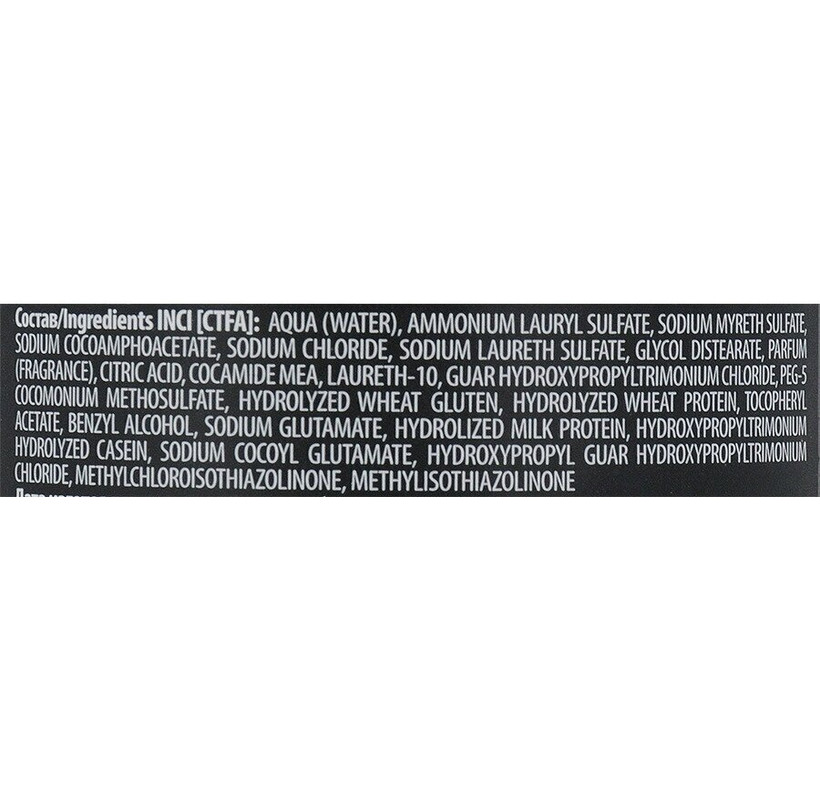 Состав/Ingredients INCI [CTFA]: AQUA (WATER), AMMONIUM LAURYL SULFATE, SODIUM MYRETH SULFATE,
SODIUM COCOAMPHOACETATE, SODIUM CHLORIDE, SODIUM LAURETH SULFATE, GLYCOL DISTEARATE, PARFUM
(FRAGRANCE), CITRIC ACID, COCAMIDE MEA, LAURETH-10, GUAR HYDROXYPROPYLTRIMONIUM CHLORIDE, PEG-5
COCOMONIUM METHOSULFATE, HYDROLYZED WHEAT GLUTEN, HYDROLYZED WHEAT PROTEIN, TOCOPHERYL
ACETATE, BENZYL ALCOHOL, SODIUM GLUTAMATE, HYDROLIZED MILK PROTEIN, HYDROXYPROPYLTRIMONIUM
HYDROLYZED CASEIN, SODIUM COCOYL GLUTAMATE, HYDROXYPROPYL GUAR HYDROXYPROPYLTRIMONIUM
CHLORIDE, METHYLCHLOROISOTHIAZOLINONE, METHYLISOTHIAZOLINONE